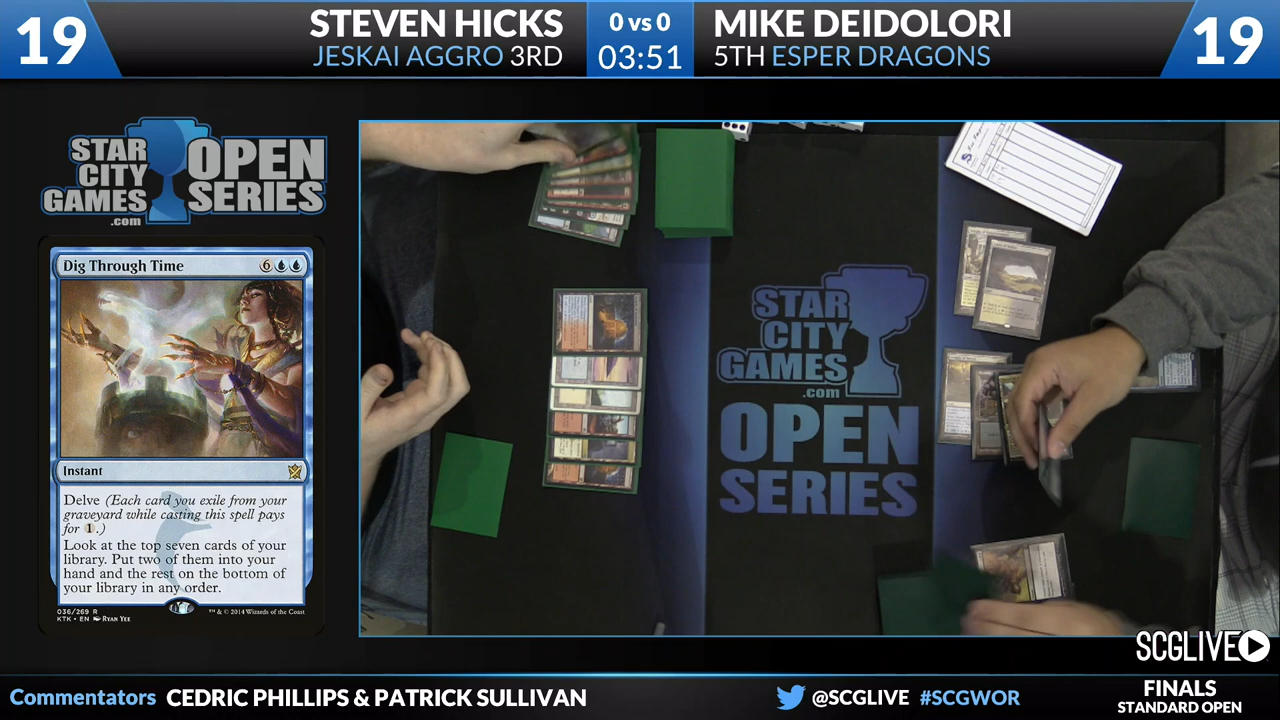 19
STEVEN HICKS
JESKAI AGGRO 3RD
0 vs 0
03:51
MIKE DEIDOLORI
5TH ESPER DRAGONS
19
STAR
CITY
GAMES
.com
OPEN
SERIES
Dig Through Time 6
Instant
Delve (Each card you exile from your
graveyard while casting this spell pays
for 1.)
Look at the top seven cards of your
library. Put two of them into your
hand and the rest on the bottom of
your library in any order.
036/269 R
KTK • EN RYAN YEE
™ & © 2014 Wizards of the Coast
STAR
CITY
GAMES
.com
OPEN
SERIES
SCGLIVE
Commentators CEDRIC PHILLIPS & PATRICK SULLIVAN
@SCGLIVE #SCGWOR
FINALS
STANDARD OPEN